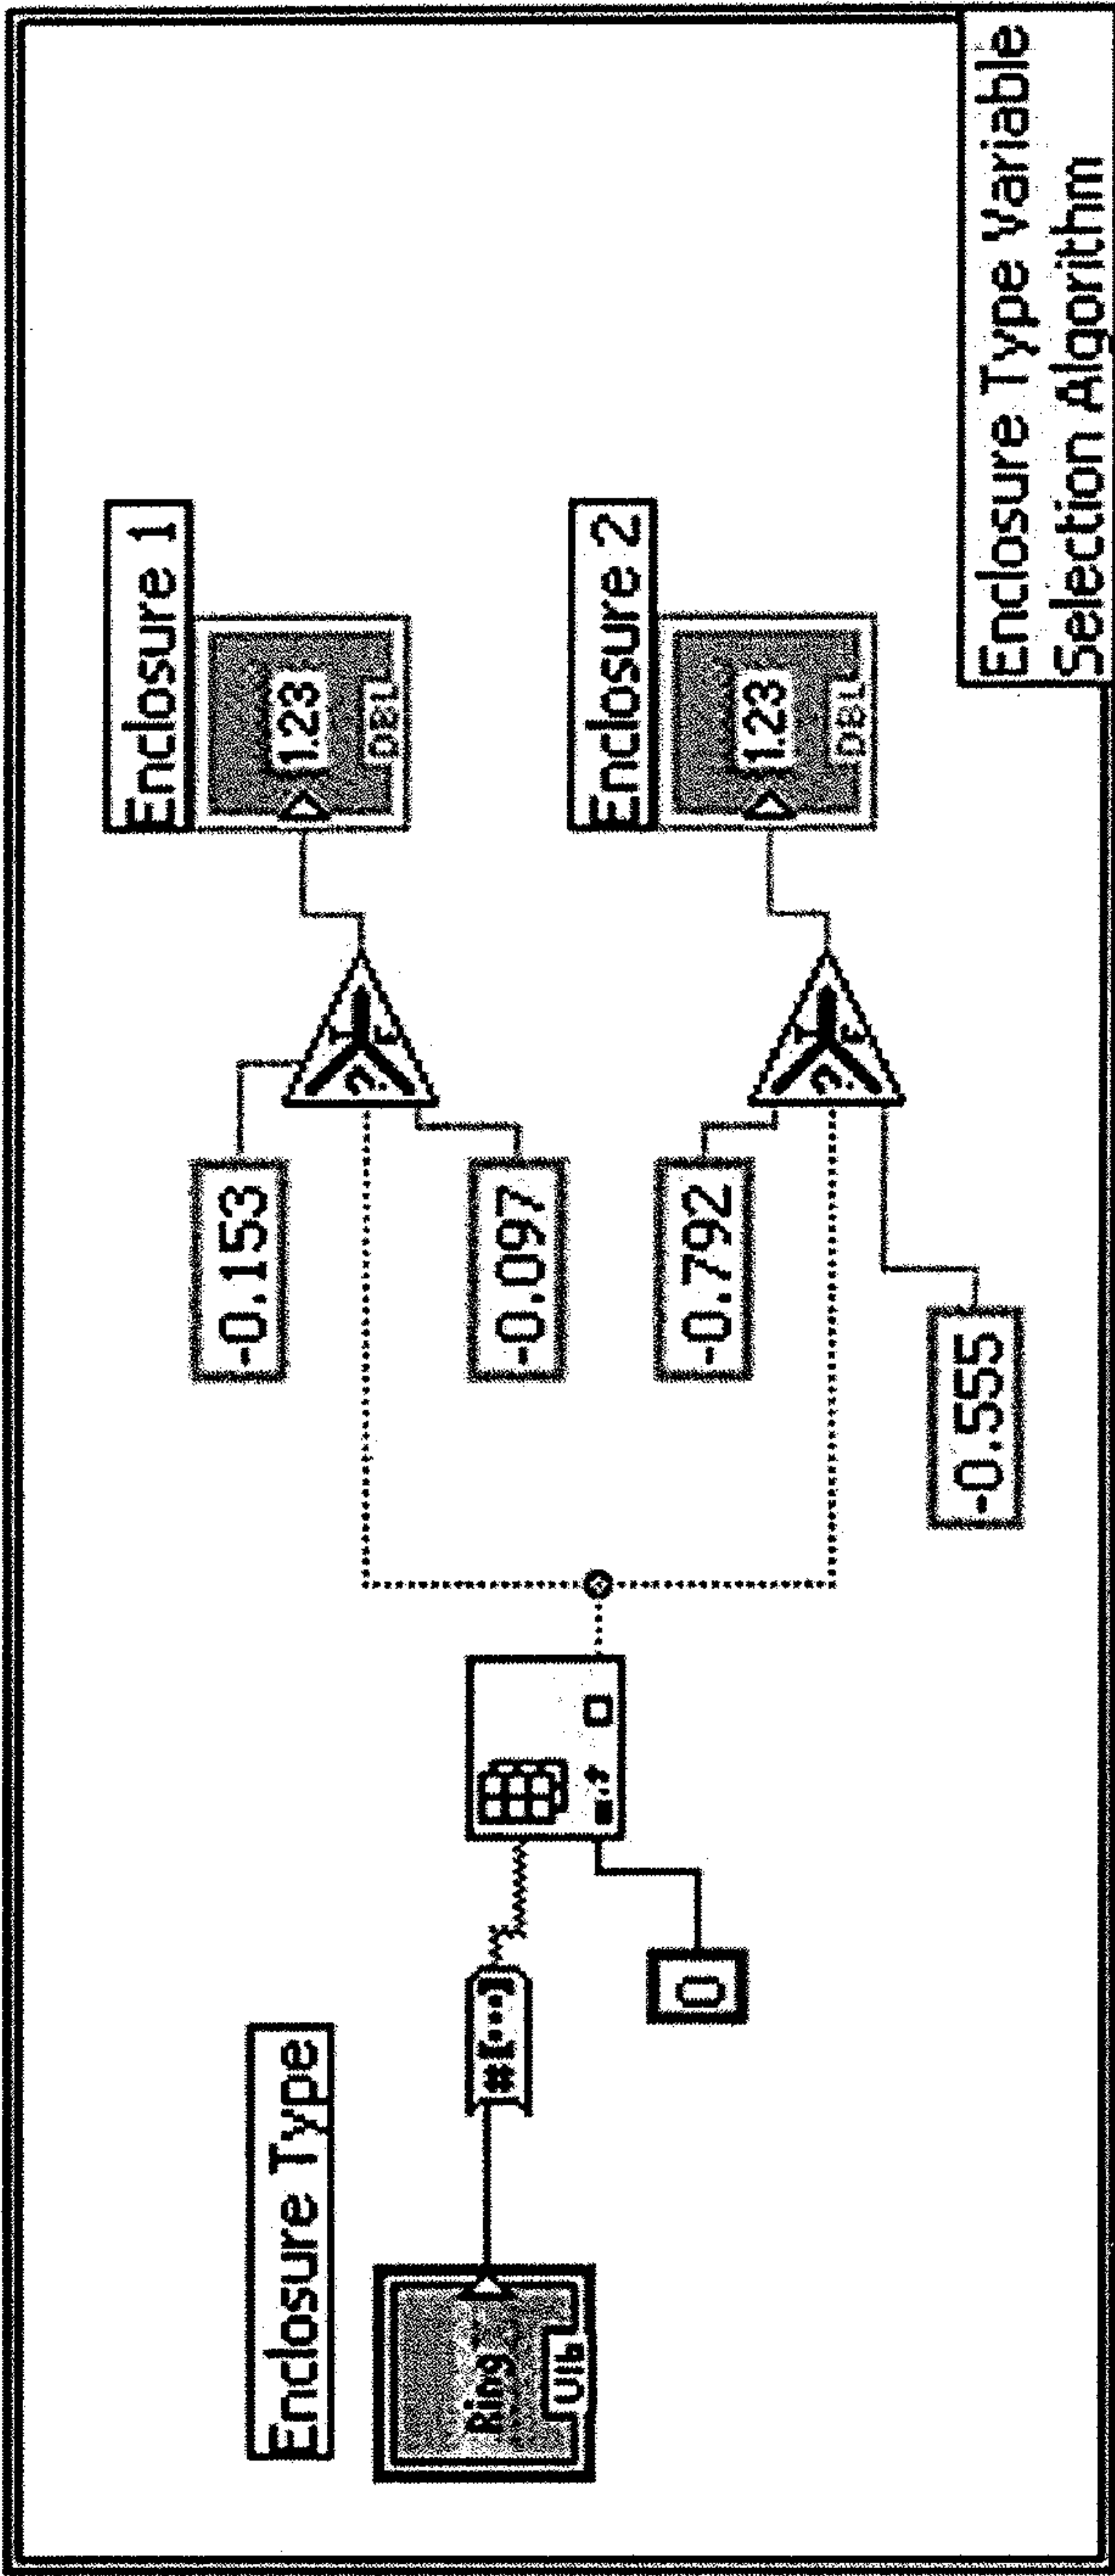 Enclosure Type
Ring
U16
#[...]
0
-0.153
-0.097
-0.792
-0.555
?
T
F
?
T
F
Enclosure 1
1.23
DBL
Enclosure 2
1.23
DBL
Enclosure Type Variable
Selection Algorithm